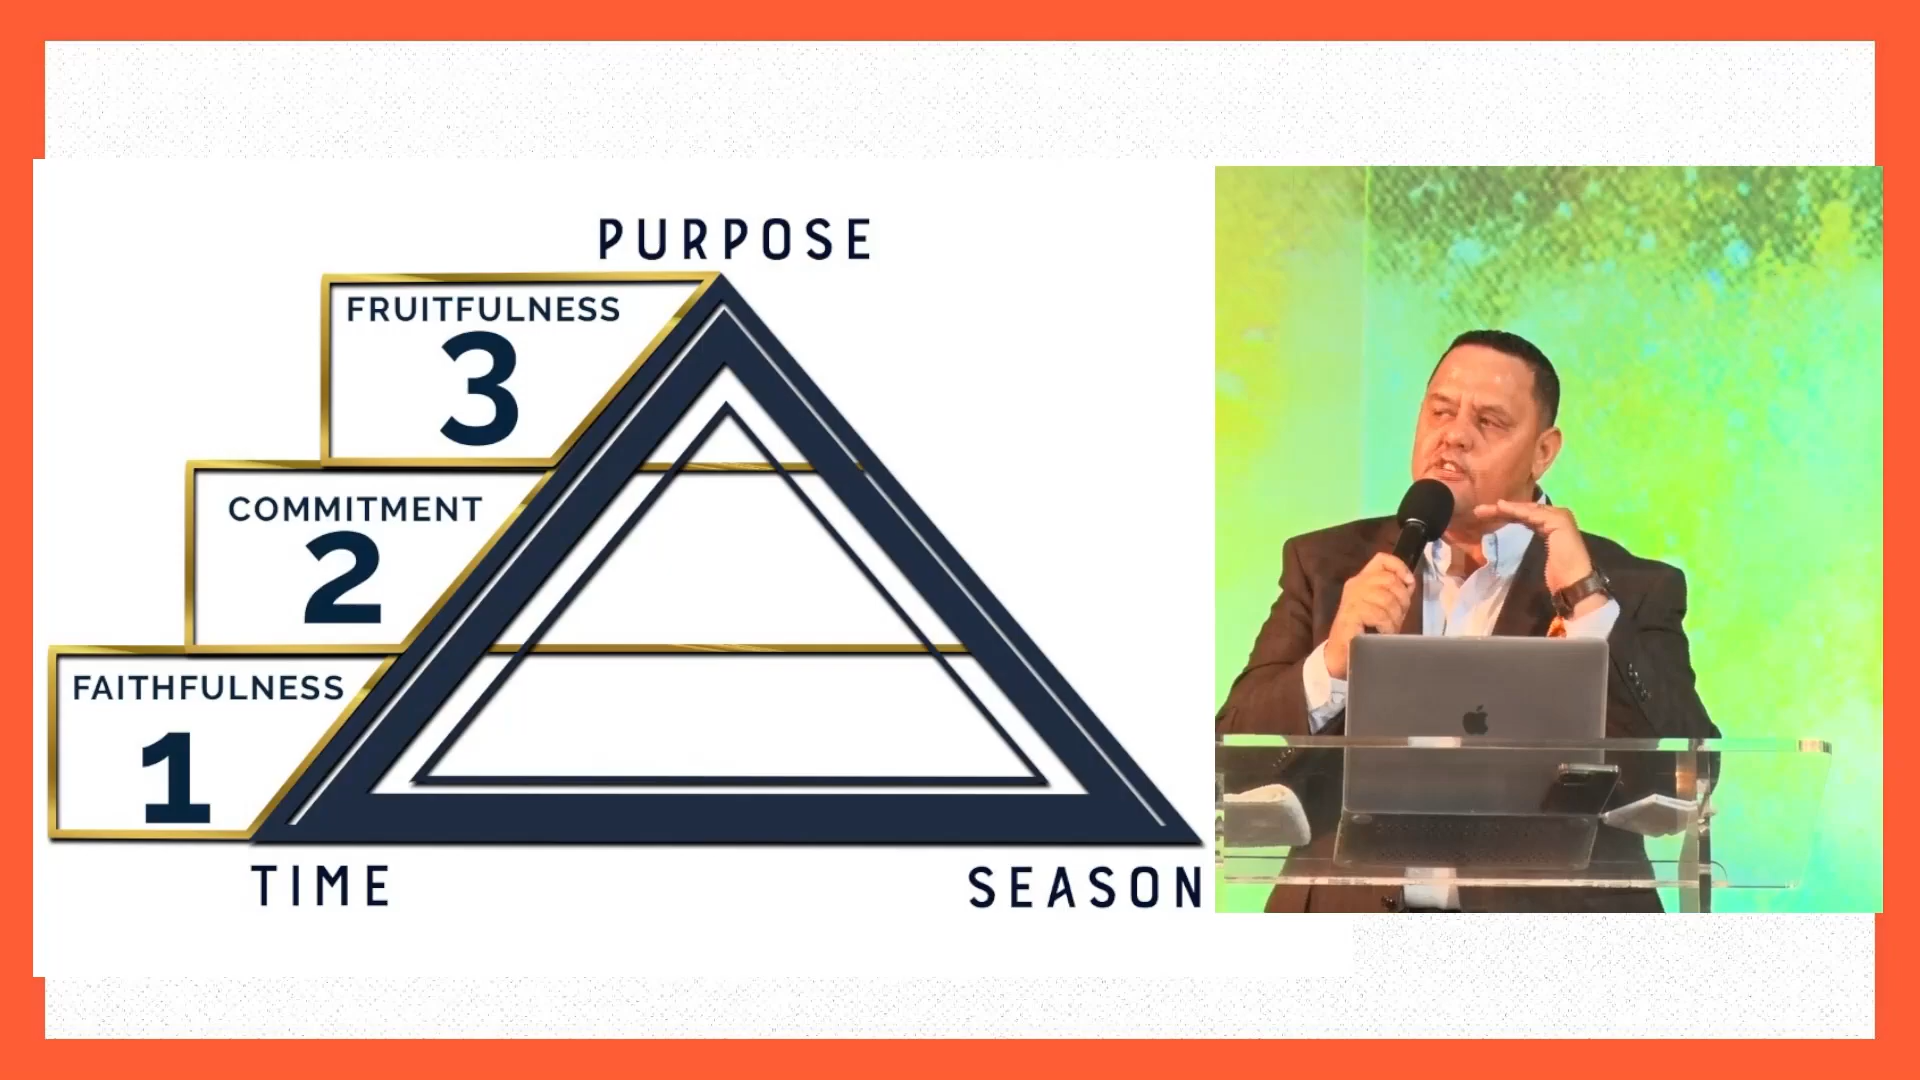 PURPOSE
FRUITFULNESS
3
COMMITMENT
2
FAITHFULNESS
1
TIME
SEASON